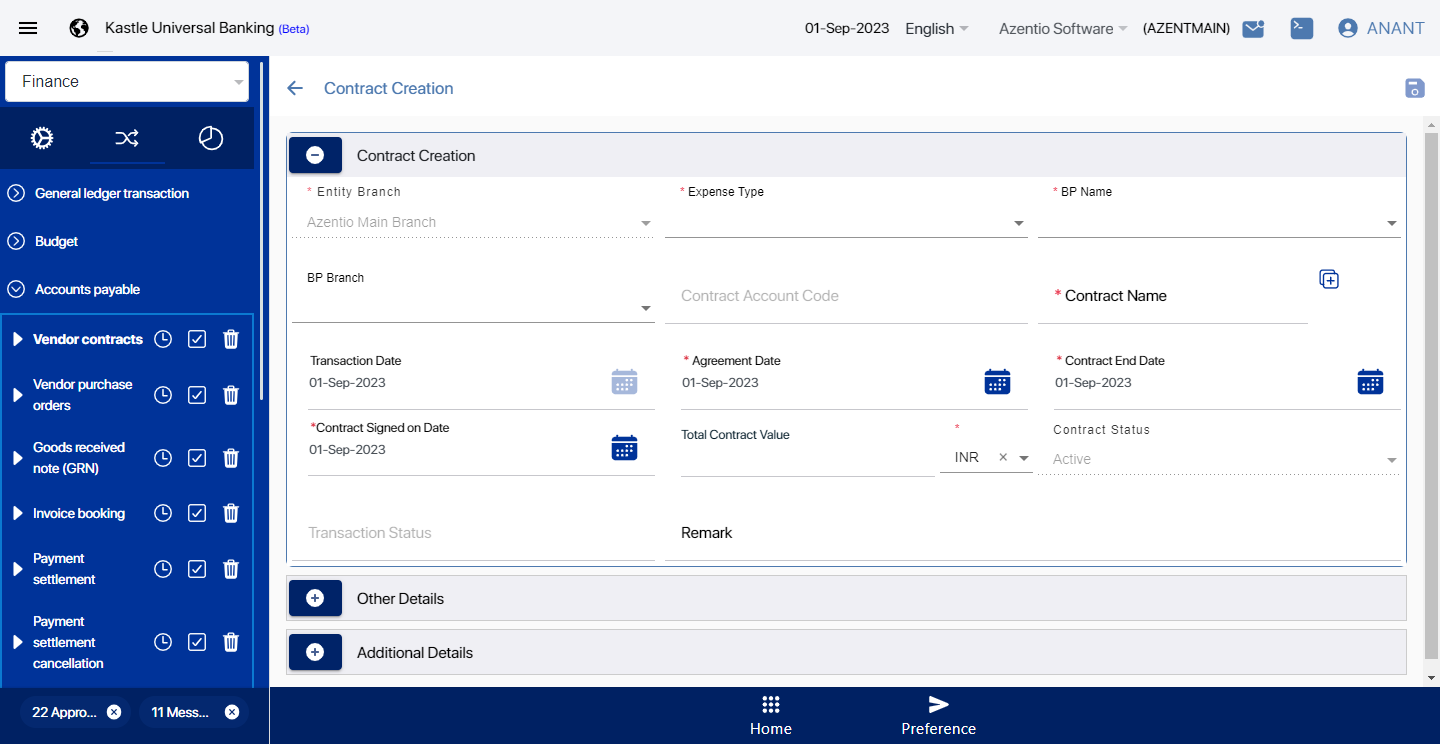 Kastle Universal Banking (Beta)
01-Sep-2023
English
Azentio Software
(AZENTMAIN)
ANANT
Finance
General ledger transaction
Budget
Accounts payable
Vendor contracts
Vendor purchase
orders
Goods received
note (GRN)
Invoice booking
Payment
settlement
Payment
settlement
cancellation
22 Appro...
11 Mess...
Contract Creation
Contract Creation
* Entity Branch
Azentio Main Branch
* Expense Type
* BP Name
BP Branch
Contract Account Code
* Contract Name
Transaction Date
01-Sep-2023
* Agreement Date
01-Sep-2023
* Contract End Date
01-Sep-2023
*Contract Signed on Date
01-Sep-2023
Total Contract Value
*
INR
Contract Status
Active
Transaction Status
Remark
Other Details
Additional Details
Home
Preference